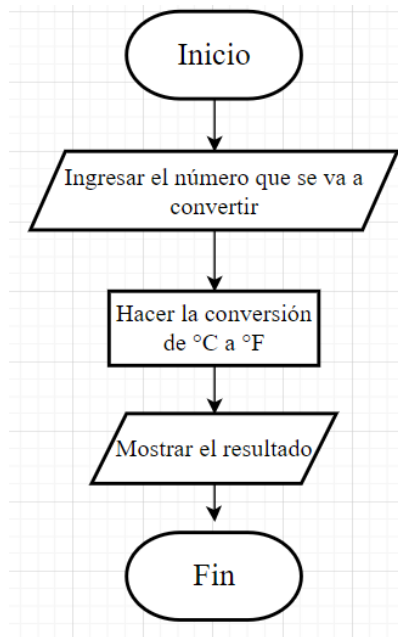 Inicio
Ingresar el número que se va a
convertir
Hacer la conversión
de °C a °F
Mostrar el resultado
Fin